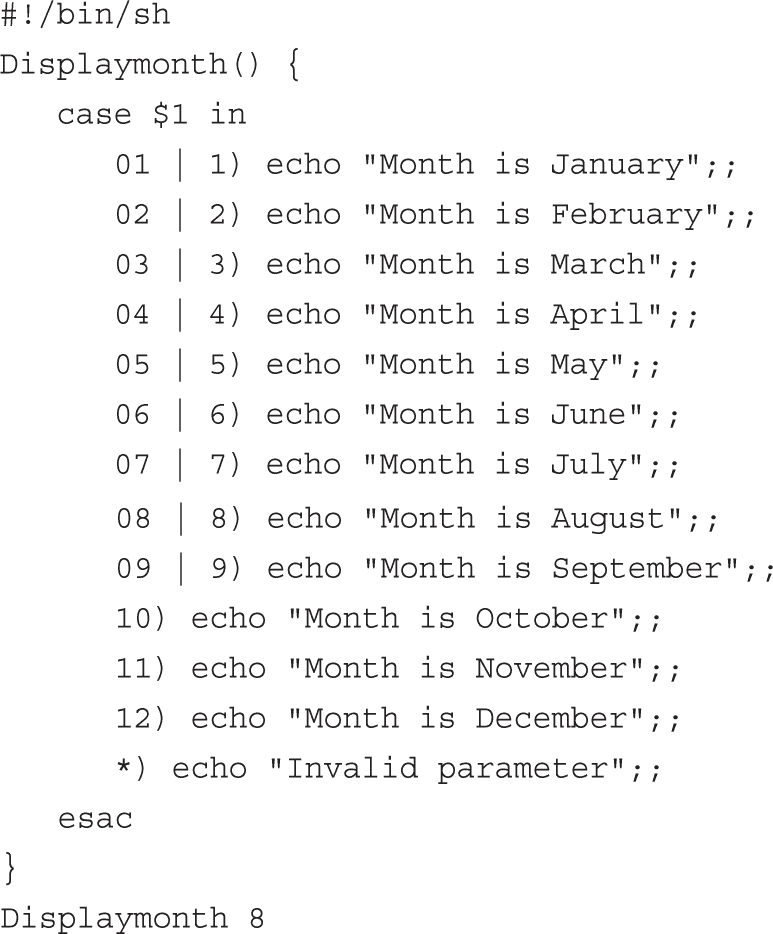 #!/bin/sh
Displaymonth() {
   case $1 in
      01 | 1) echo "Month is January";;
      02 | 2) echo "Month is February";;
      03 | 3) echo "Month is March";;
      04 | 4) echo "Month is April";;
      05 | 5) echo "Month is May";;
      06 | 6) echo "Month is June";;
      07 | 7) echo "Month is July";;
      08 | 8) echo "Month is August";;
      09 | 9) echo "Month is September";;
      10) echo "Month is October";;
      11) echo "Month is November";;
      12) echo "Month is December";;
      *) echo "Invalid parameter";;
   esac
}
Displaymonth 8